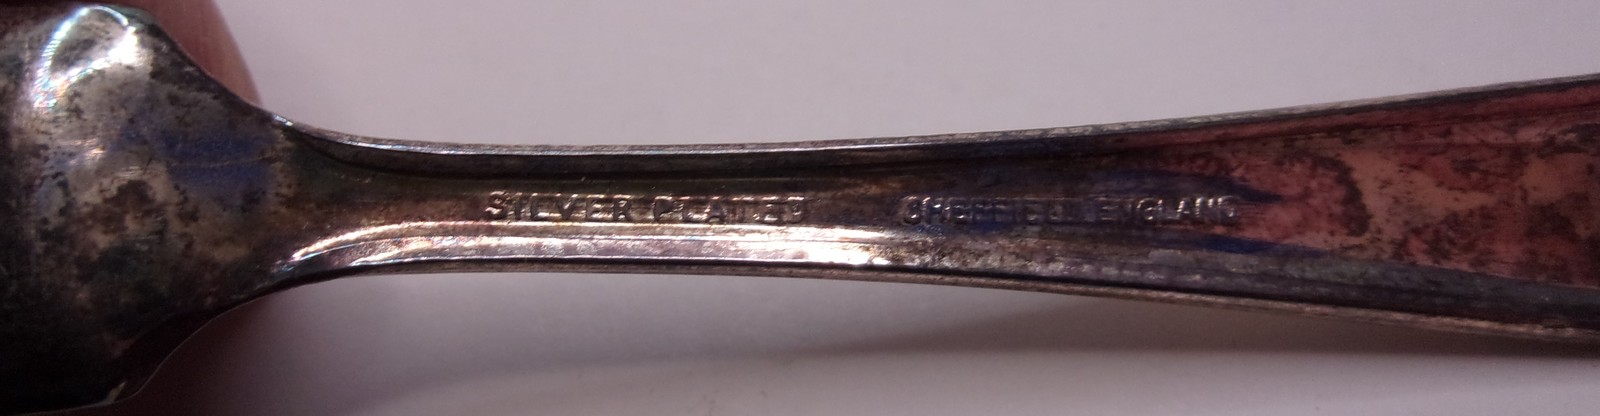 SILVER PLATED SHEFFIELD ENGLAND